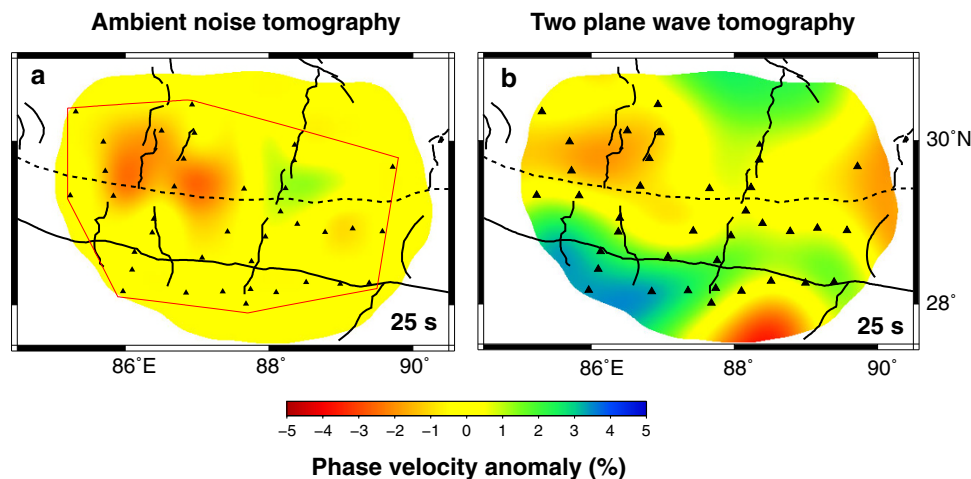 Ambient noise tomography
Two plane wave tomography
a
b
30˚N
28˚
25 s
25 s
86˚E
88˚
90˚
86˚E
88˚
90˚
−5 −4 −3 −2 −1 0 1 2 3 4 5
Phase velocity anomaly (%)